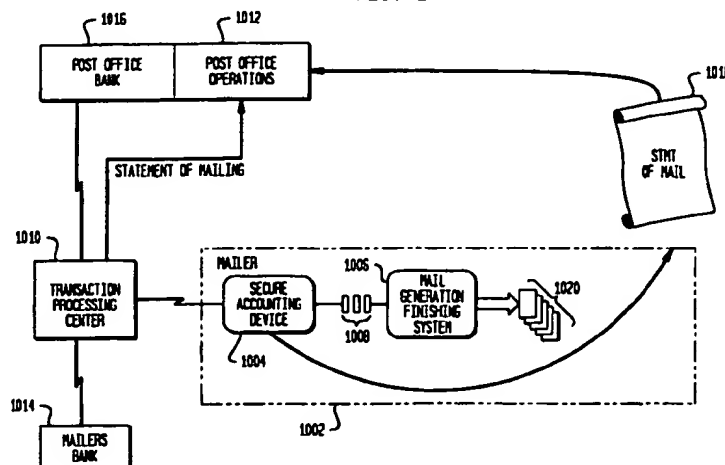 1016
1012
POST OFFICE
BANK
POST OFFICE
OPERATIONS
STMT
OF MAIL
STATEMENT OF MAILING
1010
TRANSACTION
PROCESSING
CENTER
MAILER
SECURE
ACCOUNTING
DEVICE
1004
1008
1006
MAIL
GENERATION
FINISHING
SYSTEM
1020
1002
1014
MAILERS
BANK